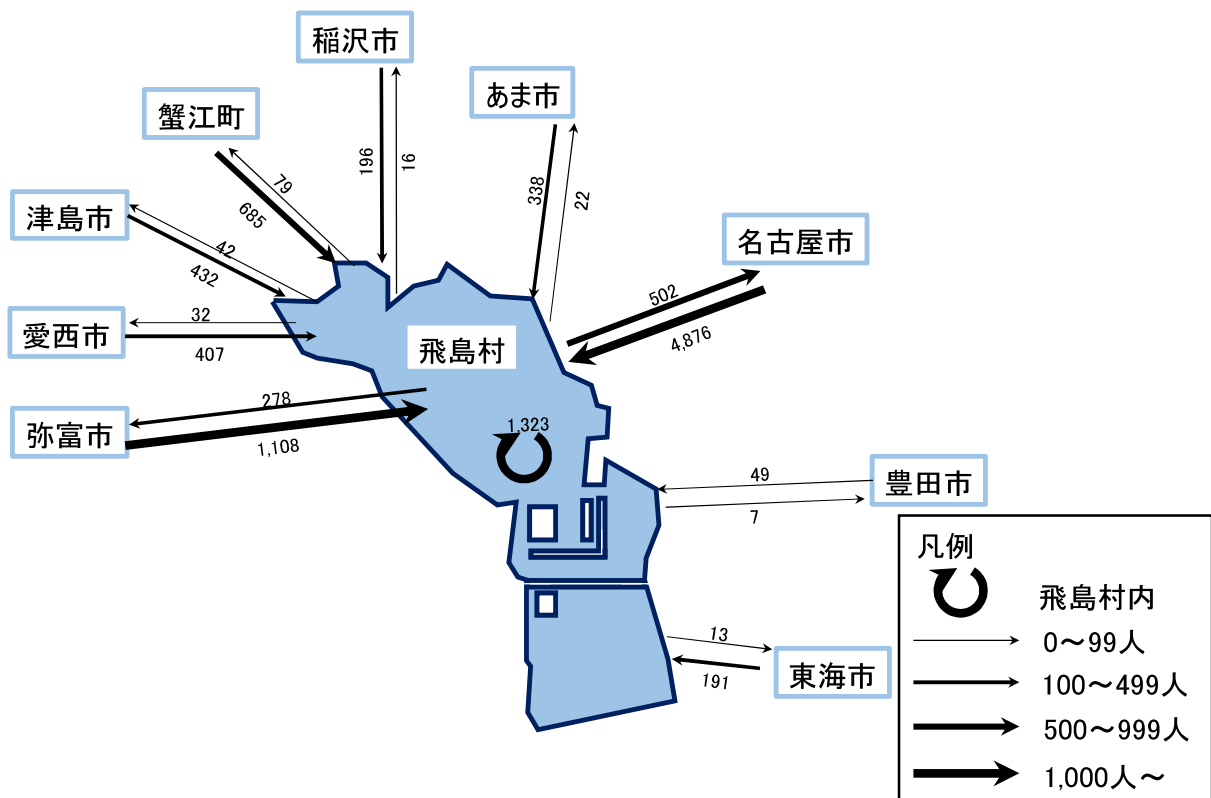 稲沢市
あま市
蟹江町
196
16
338
22
79
685
津島市
名古屋市
42
432
502
4,876
32
愛西市
407
飛島村
278
弥富市
1,108
1,323
49
豊田市
7
13
191
東海市
凡例
飛島村内
0～99人
100～499人
500～999人
1,000人～